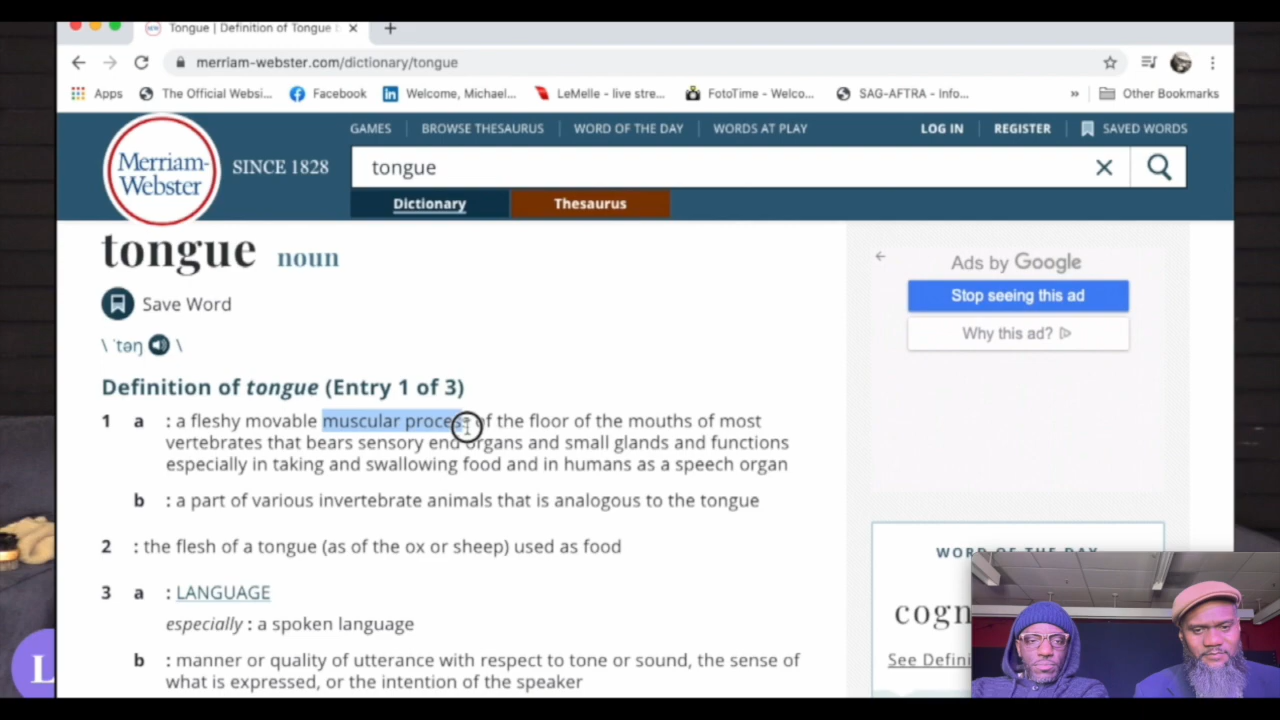 Tongue | Definition of Tongue
merriam-webster.com/dictionary/tongue
Apps The Official Websi... Facebook Welcome, Michael... LeMelle - live stre... FotoTime - Welco... SAG-AFTRA - Info... » Other Bookmarks
GAMES BROWSE THESAURUS WORD OF THE DAY WORDS AT PLAY LOG IN REGISTER SAVED WORDS
Merriam-
Webster
SINCE 1828
tongue
Dictionary Thesaurus
tongue noun
Save Word
\ ˈtəŋ \
Definition of tongue (Entry 1 of 3)
1 a : a fleshy movable muscular process of the floor of the mouths of most
vertebrates that bears sensory end organs and small glands and functions
especially in taking and swallowing food and in humans as a speech organ
b : a part of various invertebrate animals that is analogous to the tongue
2 : the flesh of a tongue (as of the ox or sheep) used as food
3 a : LANGUAGE
especially : a spoken language
b : manner or quality of utterance with respect to tone or sound, the sense of
what is expressed, or the intention of the speaker
Ads by Google
Stop seeing this ad
Why this ad?
WORD OF THE DAY
cogn
See Defini
L